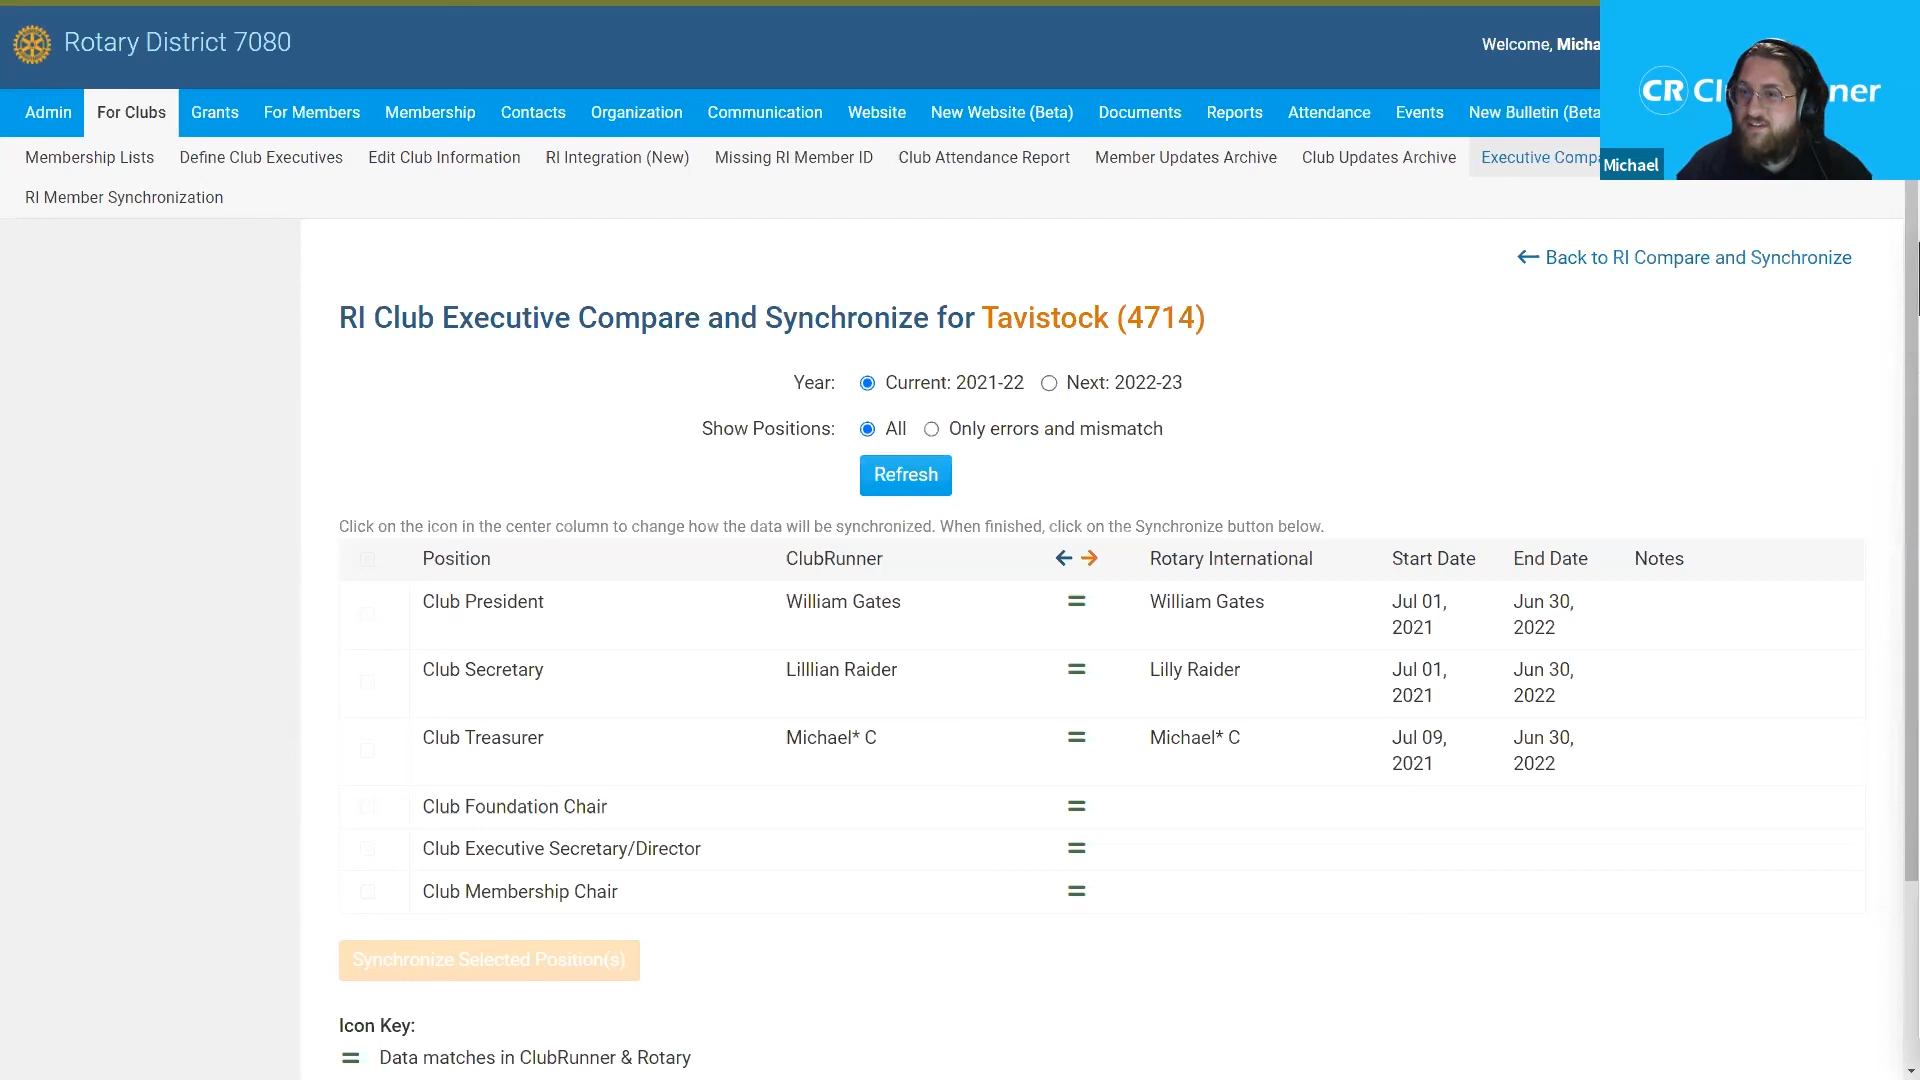 Rotary District 7080
Welcome, Micha
CR Cl ner
Michael
Admin For Clubs Grants For Members Membership Contacts Organization Communication Website New Website (Beta) Documents Reports Attendance Events New Bulletin (Beta
Membership Lists Define Club Executives Edit Club Information RI Integration (New) Missing RI Member ID Club Attendance Report Member Updates Archive Club Updates Archive Executive Comp
RI Member Synchronization
Back to RI Compare and Synchronize
RI Club Executive Compare and Synchronize for Tavistock (4714)
Year: Current: 2021-22 Next: 2022-23
Show Positions: All Only errors and mismatch
Refresh
Click on the icon in the center column to change how the data will be synchronized. When finished, click on the Synchronize button below.
Position ClubRunner Rotary International Start Date End Date Notes
Club President William Gates = William Gates Jul 01, 2021 Jun 30, 2022
Club Secretary Lilllian Raider = Lilly Raider Jul 01, 2021 Jun 30, 2022
Club Treasurer Michael* C = Michael* C Jul 09, 2021 Jun 30, 2022
Club Foundation Chair =
Club Executive Secretary/Director =
Club Membership Chair =
Synchronize Selected Position(s)
Icon Key:
= Data matches in ClubRunner & Rotary